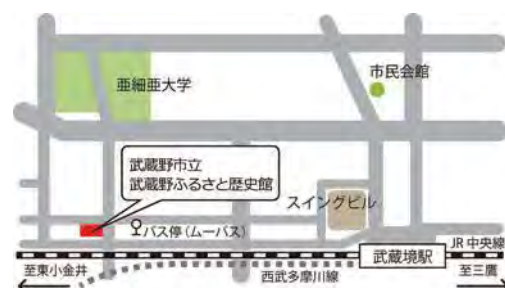 亜細亜大学
市民会館
武蔵野市立
武蔵野ふるさと歴史館
スイングビル
バス停(ムーバス)
JR中央線
武蔵境駅
至東小金井
西武多摩川線
至三鷹